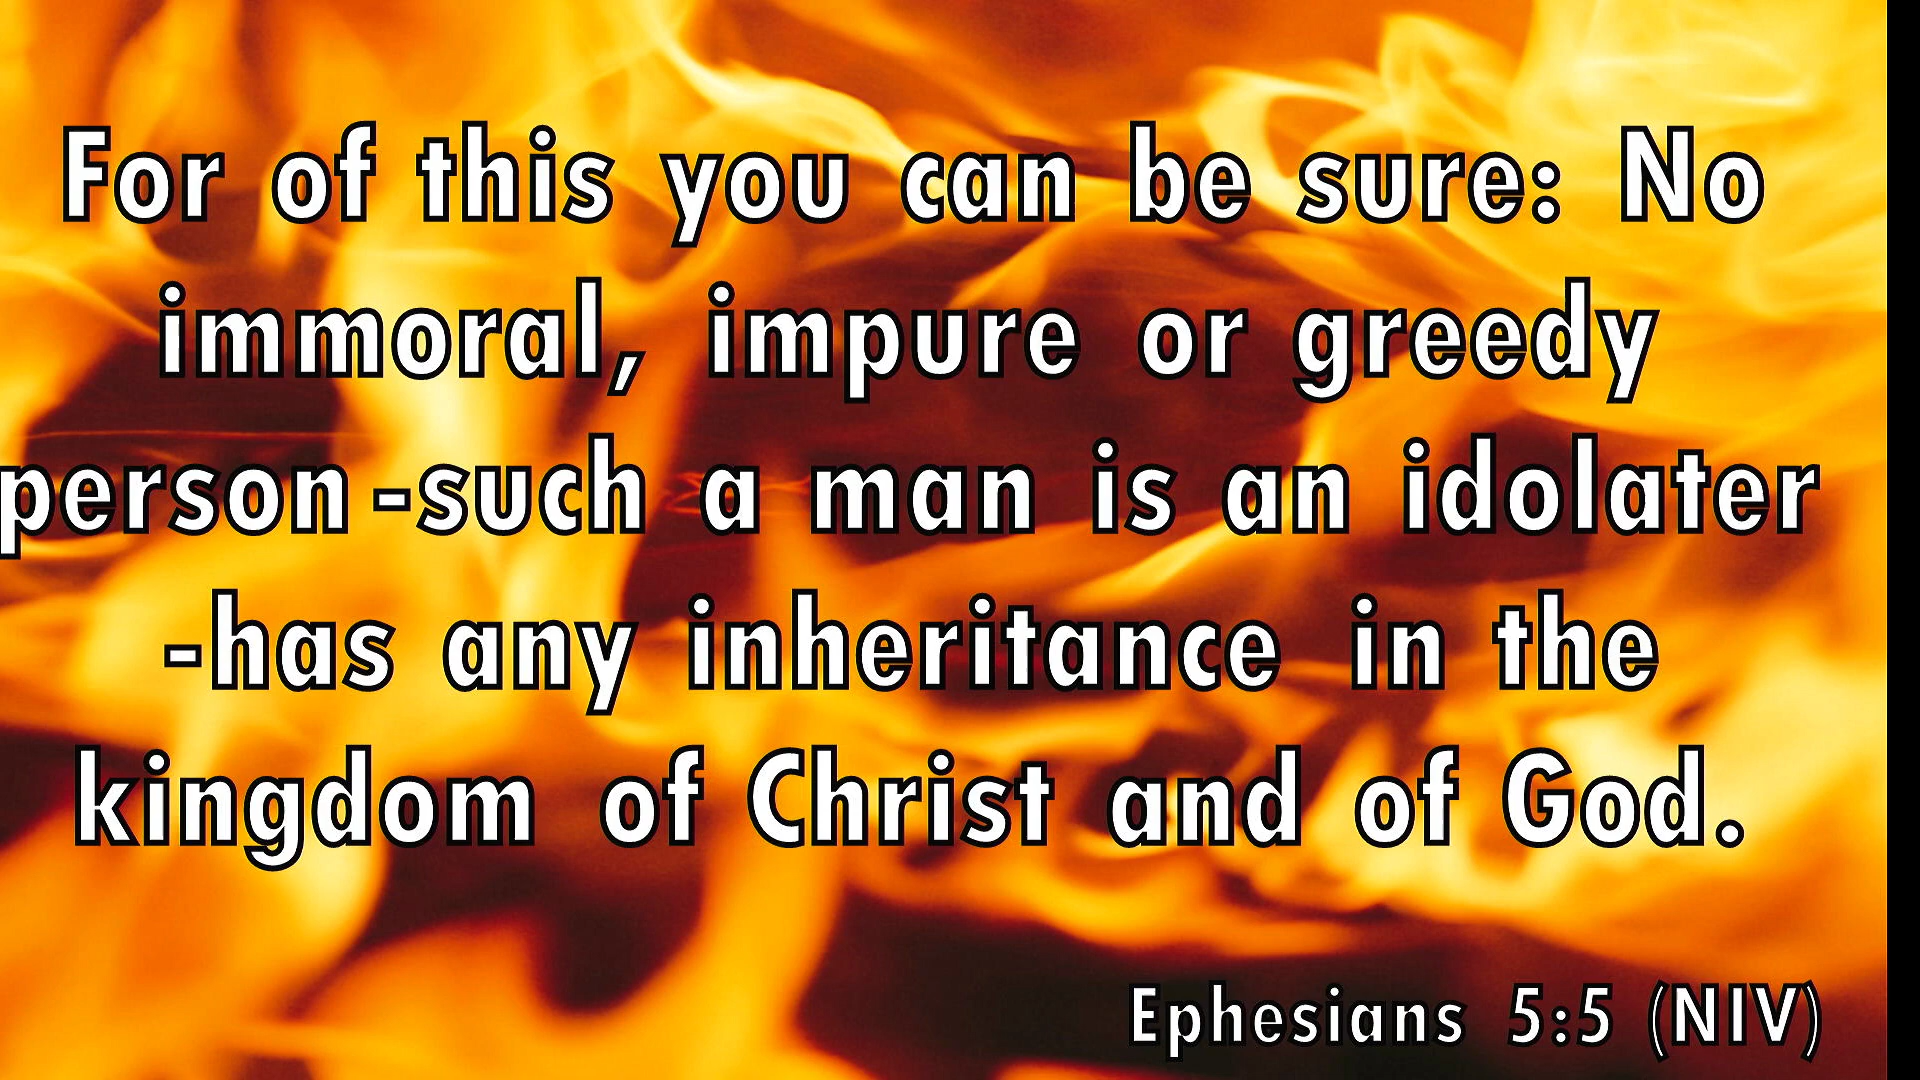 For of this you can be sure: No
immoral, impure or greedy
person -such a man is an idolater
-has any inheritance in the
kingdom of Christ and of God.
Ephesians 5:5 (NIV)